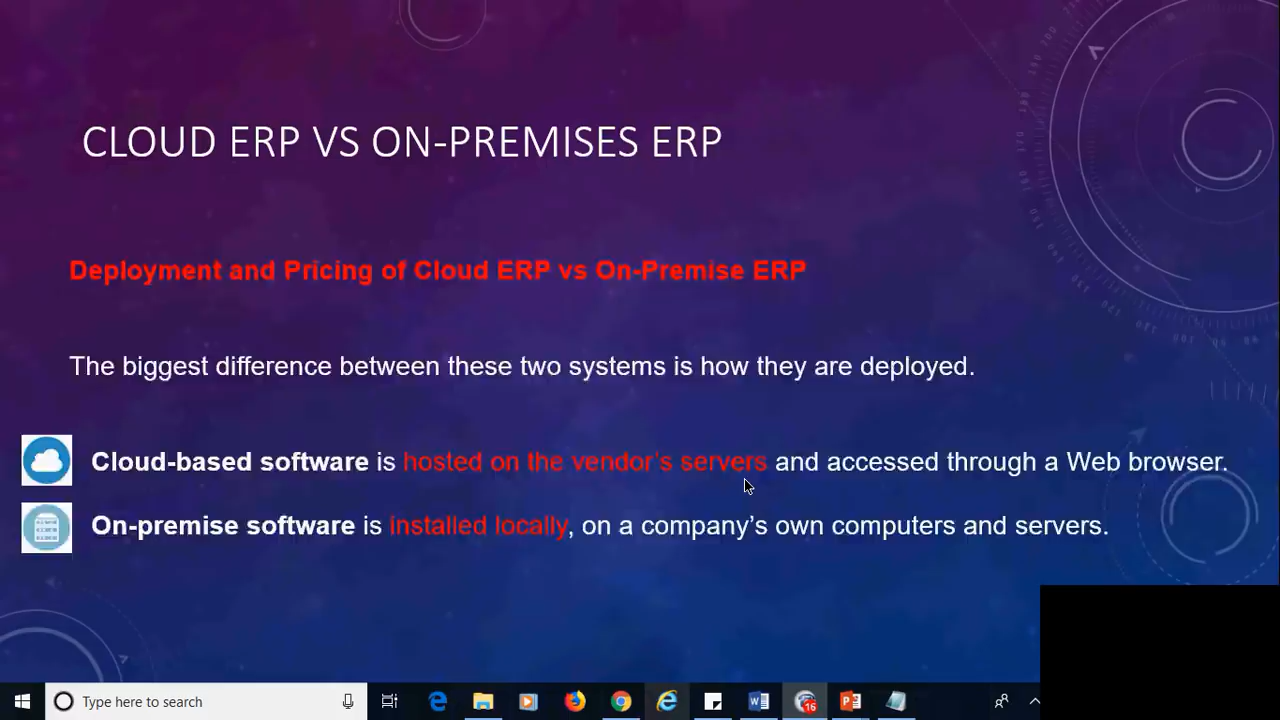 CLOUD ERP VS ON-PREMISES ERP
Deployment and Pricing of Cloud ERP vs On-Premise ERP
The biggest difference between these two systems is how they are deployed.
Cloud-based software is hosted on the vendor's servers and accessed through a Web browser.
On-premise software is installed locally, on a company's own computers and servers.
Type here to search
16